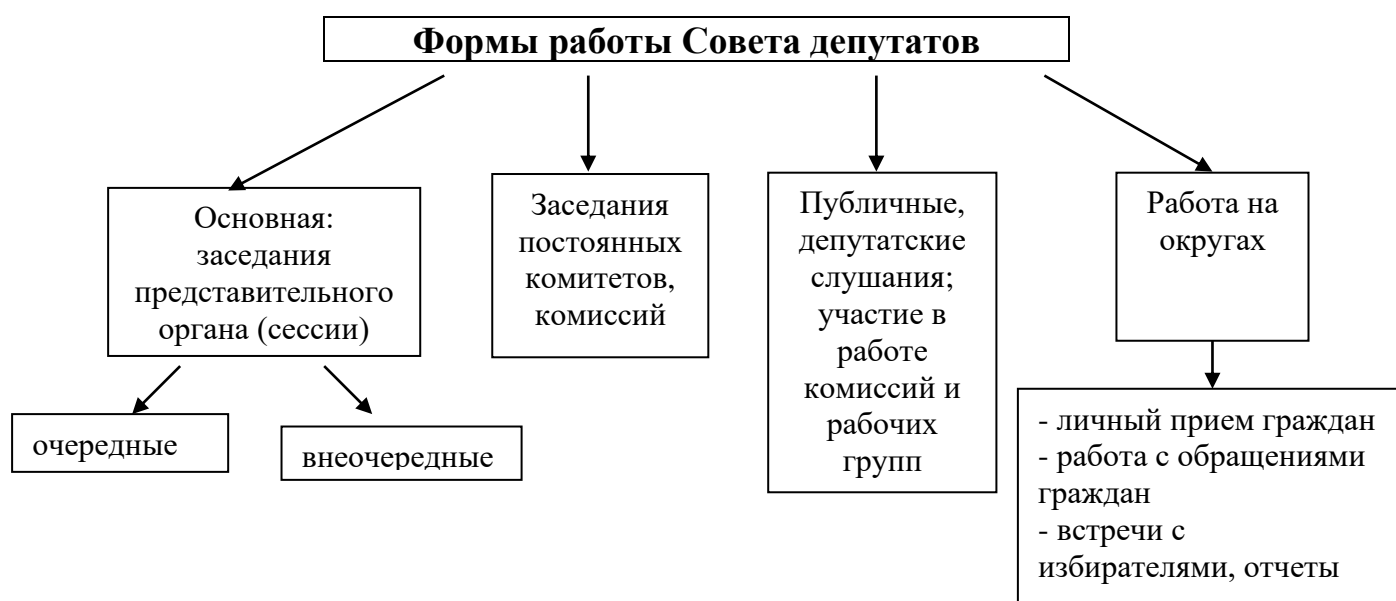 Формы работы Совета депутатов
Основная:
заседания
представительного
органа (сессии)
Заседания
постоянных
комитетов,
комиссий
Публичные,
депутатские
слушания;
участие в
работе
комиссий и
рабочих
групп
Работа на
округах
очередные
внеочередные
- личный прием граждан
- работа с обращениями
граждан
- встречи с
избирателями, отчеты